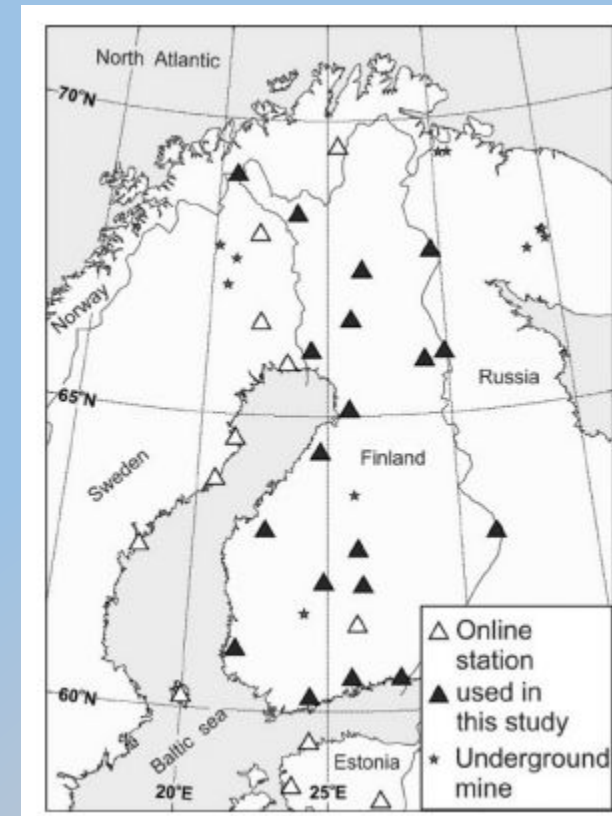 North Atlantic
70°N
Norway
65°N
Russia
Sweden
Finland
60°N
Baltic sea
Estonia
20°E
25°E
Online
station
used in
this study
Underground
mine